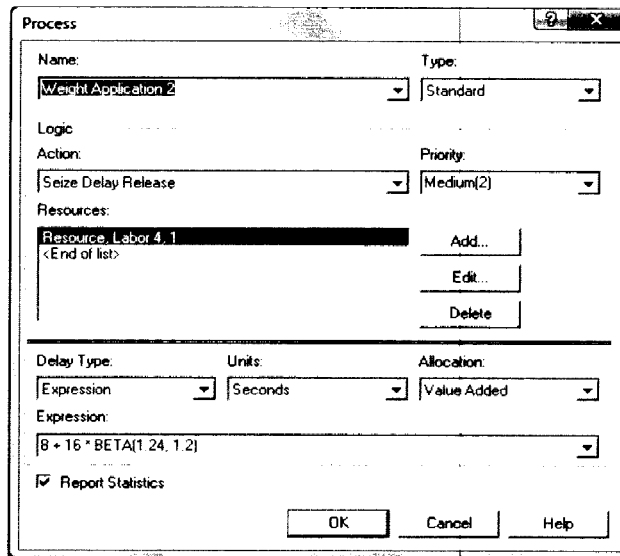 Process
Name: Type:
Weight Application 2 Standard
Logic
Action: Priority:
Seize Delay Release Medium(2)
Resources:
Resource, Labor 4, 1
<End of list>
Add...
Edit...
Delete
Delay Type: Units: Allocation:
Expression Seconds Value Added
Expression:
8 + 16 * BETA(1.24, 1.2)
Report Statistics
OK Cancel Help